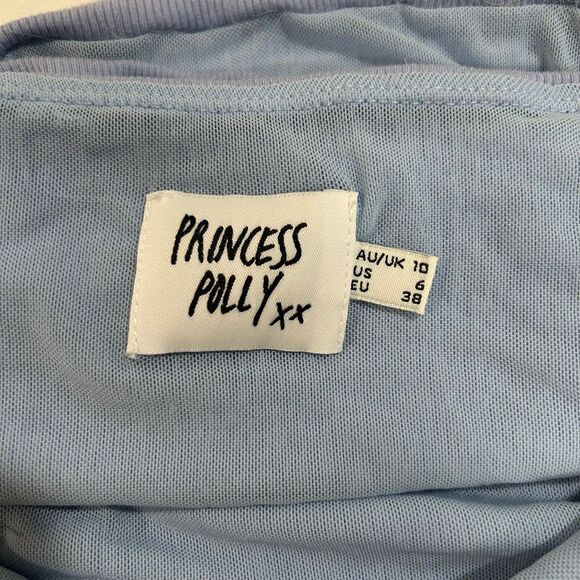 PRINCESS
POLLY xx
AU/UK 10
US 6
EU 38